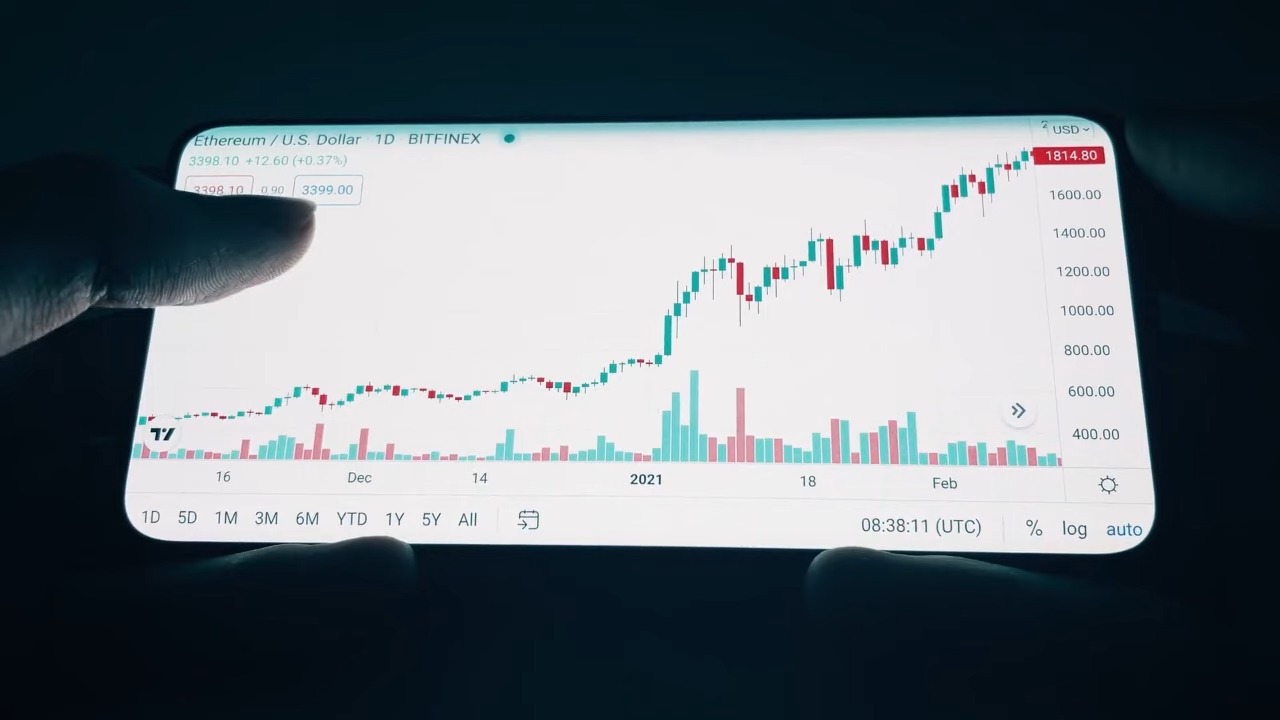 Ethereum / U.S. Dollar 1D BITFINEX
USD
3398.10 +12.60 (+0.37%)
1814.80
3398.10 0.90 3399.00
1600.00
1400.00
1200.00
1000.00
800.00
600.00
400.00
16 Dec 14 2021 18 Feb
1D 5D 1M 3M 6M YTD 1Y 5Y All 08:38:11 (UTC) % log auto